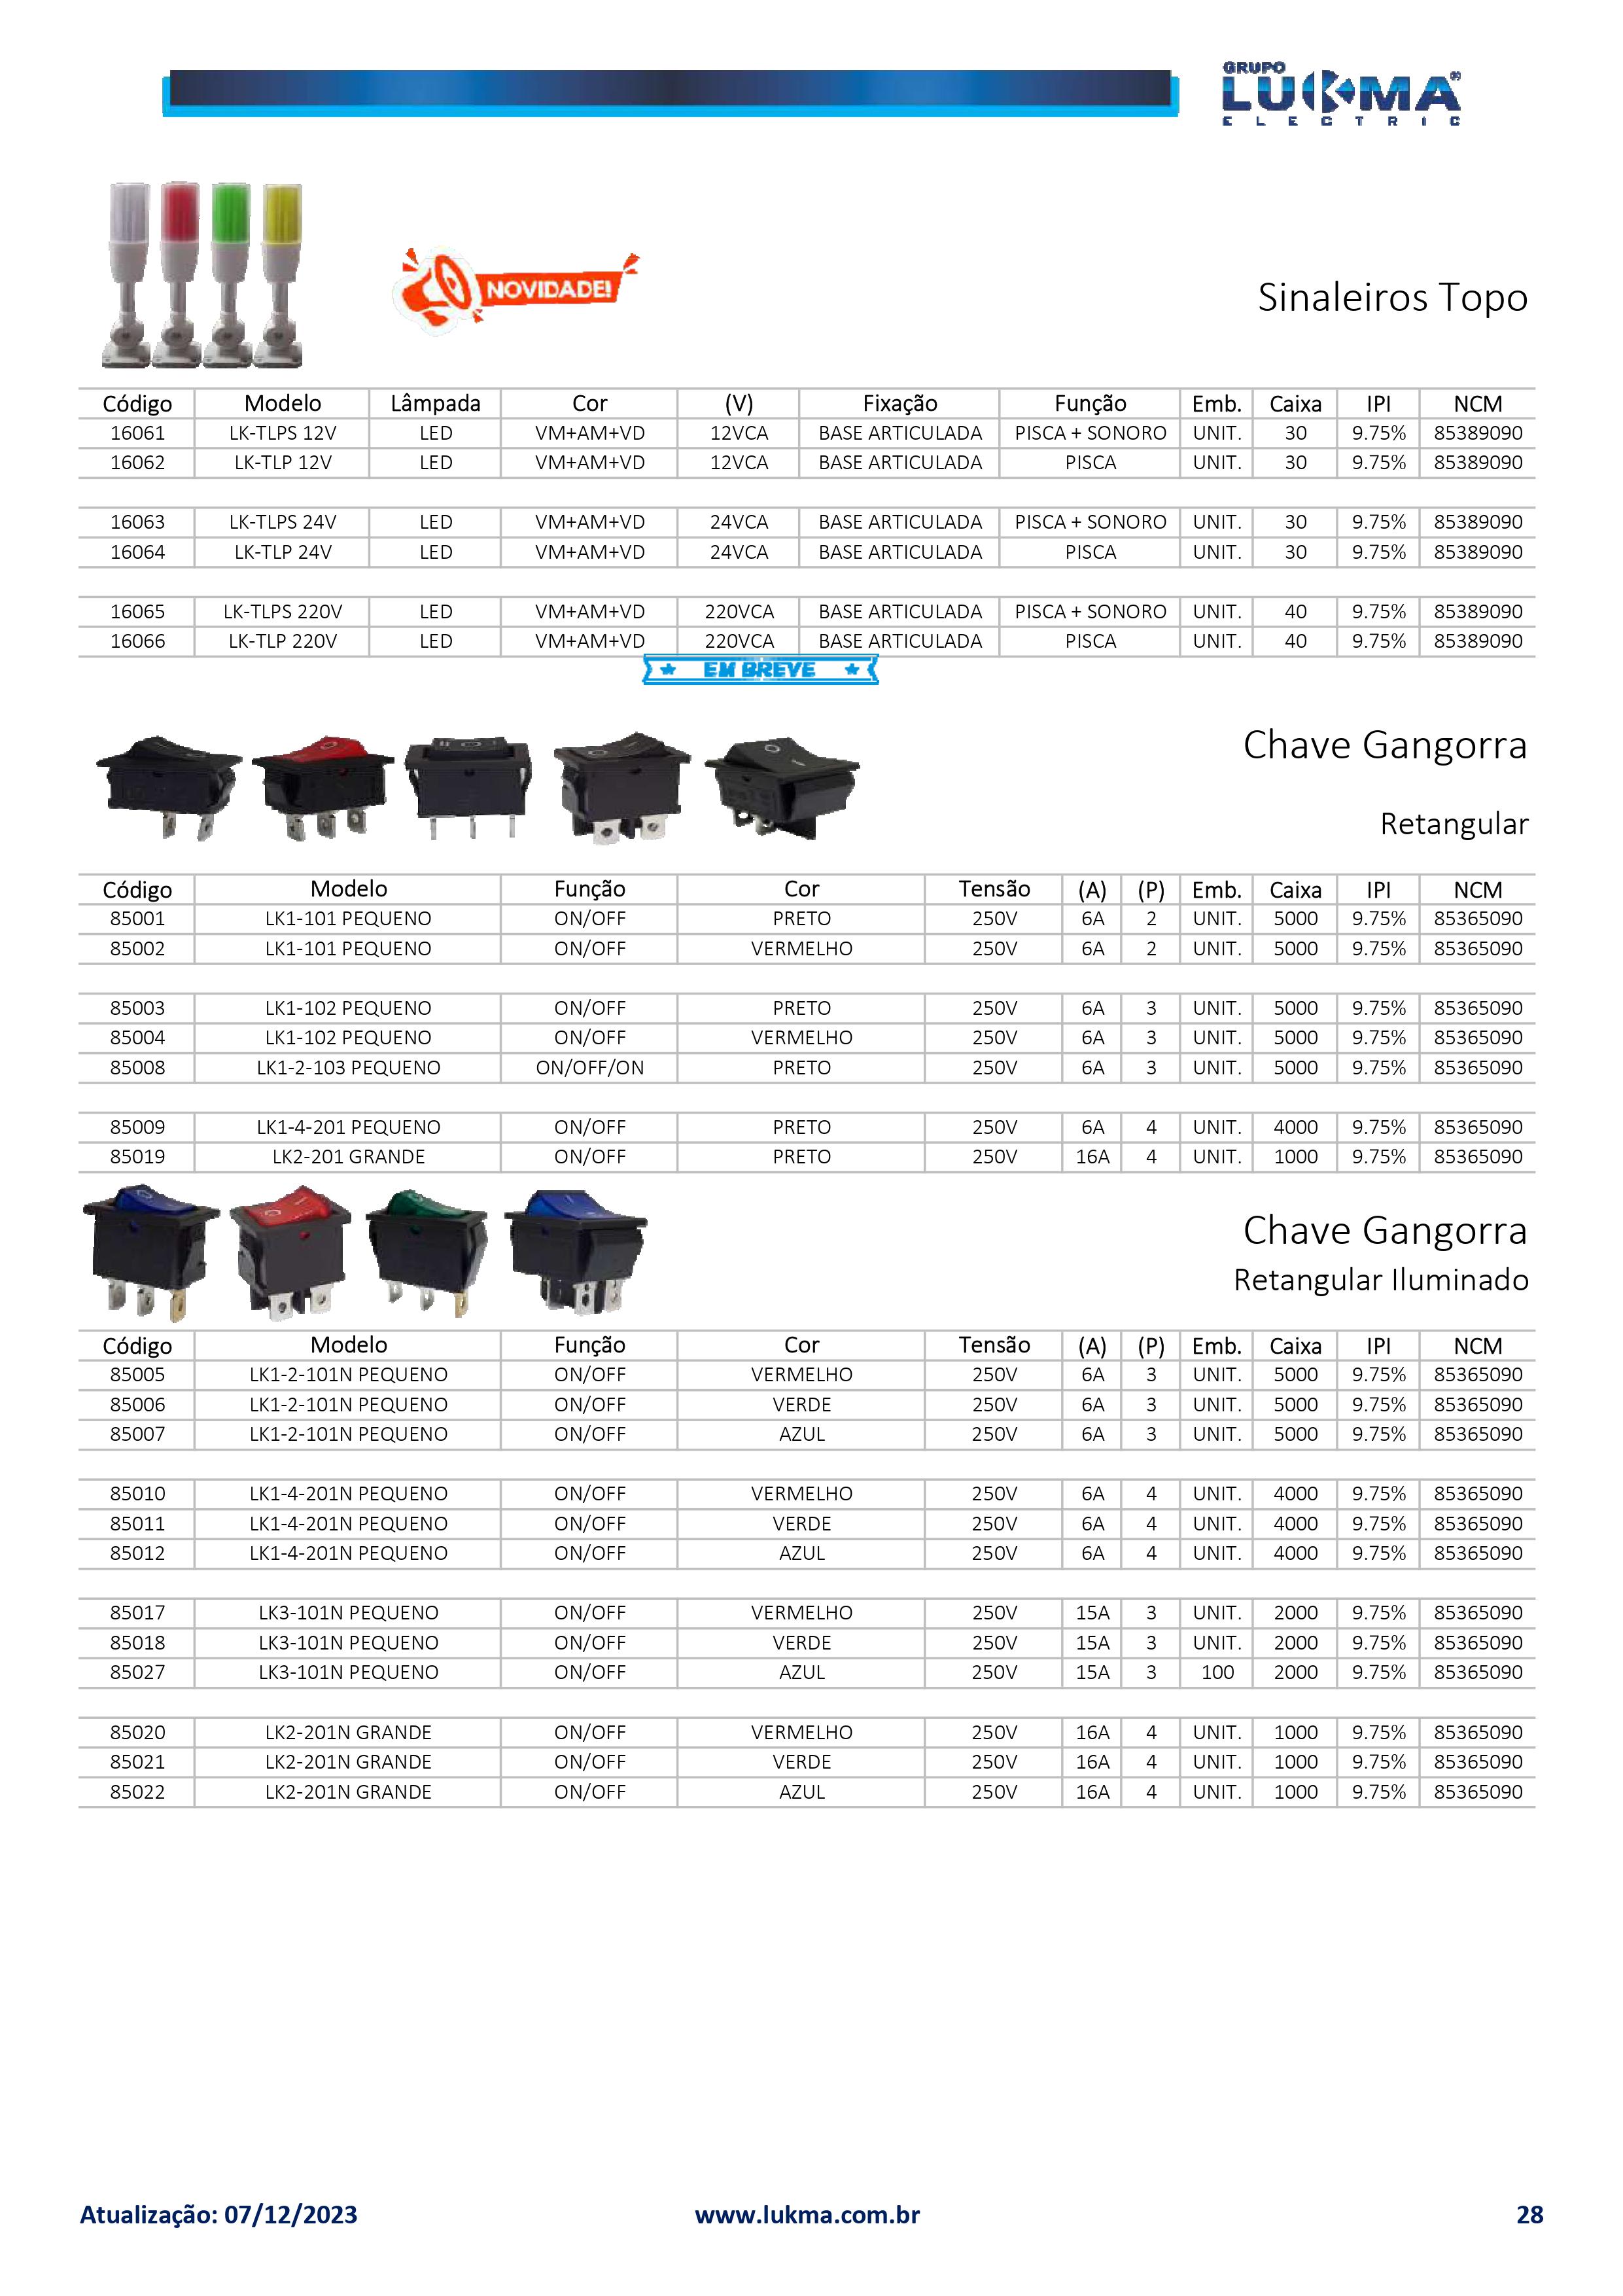 GRUPO
LUKMA®
ELECTRIC
NOVIDADE!
Sinaleiros Topo
Código Modelo Lâmpada Cor (V) Fixação Função Emb. Caixa IPI NCM
16061 LK-TLPS 12V LED VM+AM+VD 12VCA BASE ARTICULADA PISCA + SONORO UNIT. 30 9.75% 85389090
16062 LK-TLP 12V LED VM+AM+VD 12VCA BASE ARTICULADA PISCA UNIT. 30 9.75% 85389090
16063 LK-TLPS 24V LED VM+AM+VD 24VCA BASE ARTICULADA PISCA + SONORO UNIT. 30 9.75% 85389090
16064 LK-TLP 24V LED VM+AM+VD 24VCA BASE ARTICULADA PISCA UNIT. 30 9.75% 85389090
16065 LK-TLPS 220V LED VM+AM+VD 220VCA BASE ARTICULADA PISCA + SONORO UNIT. 40 9.75% 85389090
16066 LK-TLP 220V LED VM+AM+VD 220VCA BASE ARTICULADA PISCA UNIT. 40 9.75% 85389090
EM BREVE
Chave Gangorra
Retangular
Código Modelo Função Cor Tensão (A) (P) Emb. Caixa IPI NCM
85001 LK1-101 PEQUENO ON/OFF PRETO 250V 6A 2 UNIT. 5000 9.75% 85365090
85002 LK1-101 PEQUENO ON/OFF VERMELHO 250V 6A 2 UNIT. 5000 9.75% 85365090
85003 LK1-102 PEQUENO ON/OFF PRETO 250V 6A 3 UNIT. 5000 9.75% 85365090
85004 LK1-102 PEQUENO ON/OFF VERMELHO 250V 6A 3 UNIT. 5000 9.75% 85365090
85008 LK1-2-103 PEQUENO ON/OFF/ON PRETO 250V 6A 3 UNIT. 5000 9.75% 85365090
85009 LK1-4-201 PEQUENO ON/OFF PRETO 250V 6A 4 UNIT. 4000 9.75% 85365090
85019 LK2-201 GRANDE ON/OFF PRETO 250V 16A 4 UNIT. 1000 9.75% 85365090
Chave Gangorra
Retangular Iluminado
Código Modelo Função Cor Tensão (A) (P) Emb. Caixa IPI NCM
85005 LK1-2-101N PEQUENO ON/OFF VERMELHO 250V 6A 3 UNIT. 5000 9.75% 85365090
85006 LK1-2-101N PEQUENO ON/OFF VERDE 250V 6A 3 UNIT. 5000 9.75% 85365090
85007 LK1-2-101N PEQUENO ON/OFF AZUL 250V 6A 3 UNIT. 5000 9.75% 85365090
85010 LK1-4-201N PEQUENO ON/OFF VERMELHO 250V 6A 4 UNIT. 4000 9.75% 85365090
85011 LK1-4-201N PEQUENO ON/OFF VERDE 250V 6A 4 UNIT. 4000 9.75% 85365090
85012 LK1-4-201N PEQUENO ON/OFF AZUL 250V 6A 4 UNIT. 4000 9.75% 85365090
85017 LK3-101N PEQUENO ON/OFF VERMELHO 250V 15A 3 UNIT. 2000 9.75% 85365090
85018 LK3-101N PEQUENO ON/OFF VERDE 250V 15A 3 UNIT. 2000 9.75% 85365090
85027 LK3-101N PEQUENO ON/OFF AZUL 250V 15A 3 100 2000 9.75% 85365090
85020 LK2-201N GRANDE ON/OFF VERMELHO 250V 16A 4 UNIT. 1000 9.75% 85365090
85021 LK2-201N GRANDE ON/OFF VERDE 250V 16A 4 UNIT. 1000 9.75% 85365090
85022 LK2-201N GRANDE ON/OFF AZUL 250V 16A 4 UNIT. 1000 9.75% 85365090
Atualização: 07/12/2023 www.lukma.com.br 28